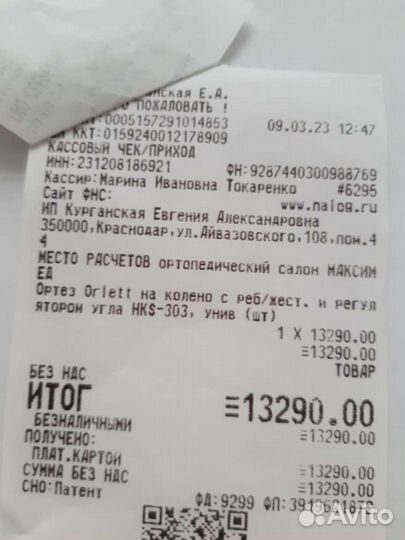 анская Е.А.
ПОЖАЛОВАТЬ !
0005157291014853 09.03.23 12:47
ККТ:0159240012178909
КАССОВЫЙ ЧЕК/ПРИХОД
ИНН:231208186921 ФН:9287440300988769
Кассир:Марина Ивановна Токаренко #6295
Сайт ФНС: www.nalog.ru
ИП Курганская Евгения Александровна
350000,Краснодар,ул.Айвазовского,108,пом.4
4
МЕСТО РАСЧЕТОВ ортопедический салон МАКСИМ
ЕД
Ортез Orlett на колено с реб/жест. и регул
ятором угла HKS-303, унив (шт)
1 X 13290.00
≡13290.00
ТОВАР
БЕЗ НДС
ИТОГ ≡13290.00
БЕЗНАЛИЧНЫМИ ≡13290.00
ПОЛУЧЕНО:
ПЛАТ.КАРТОЙ ≡13290.00
СУММА БЕЗ НДС ≡13290.00
СНО:Патент
ФД:9299 ФП:
Avito